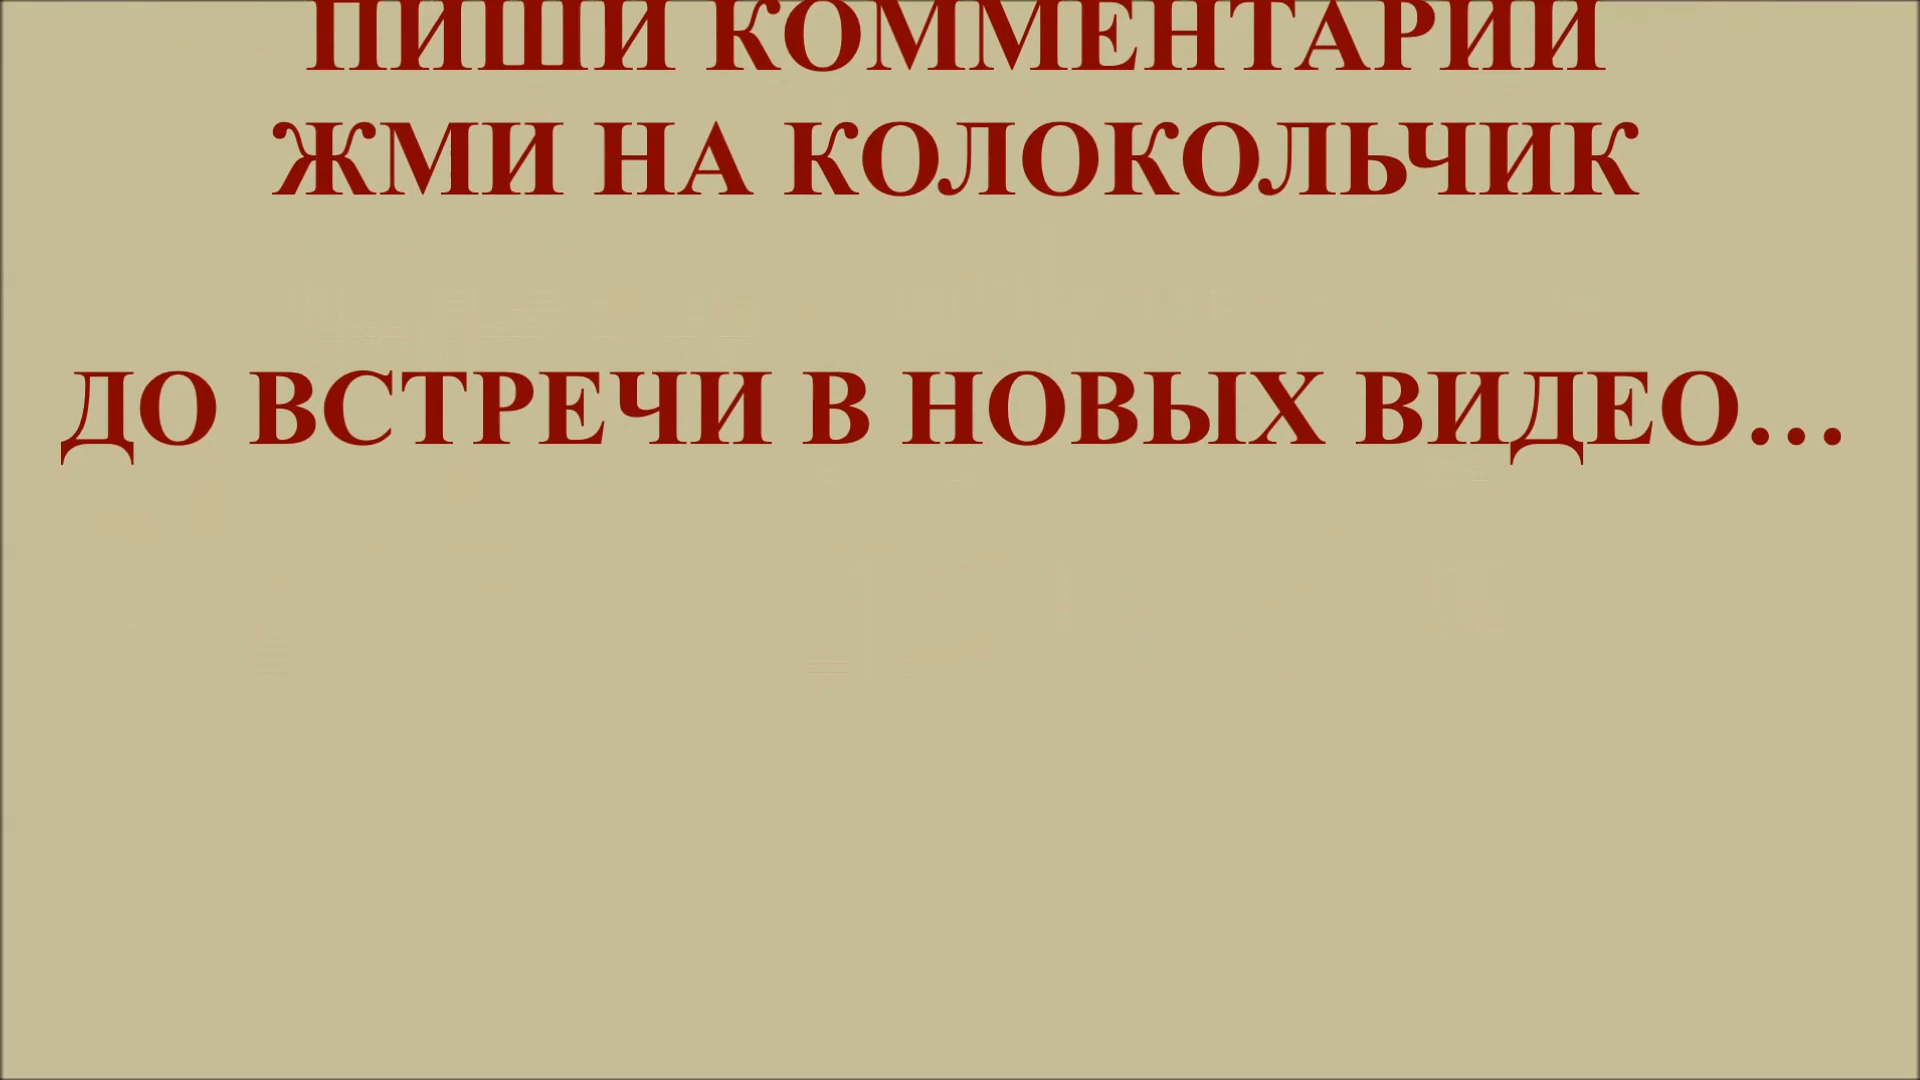 ПИШИ КОММЕНТАРИИ
ЖМИ НА КОЛОКОЛЬЧИК
ДО ВСТРЕЧИ В НОВЫХ ВИДЕО...